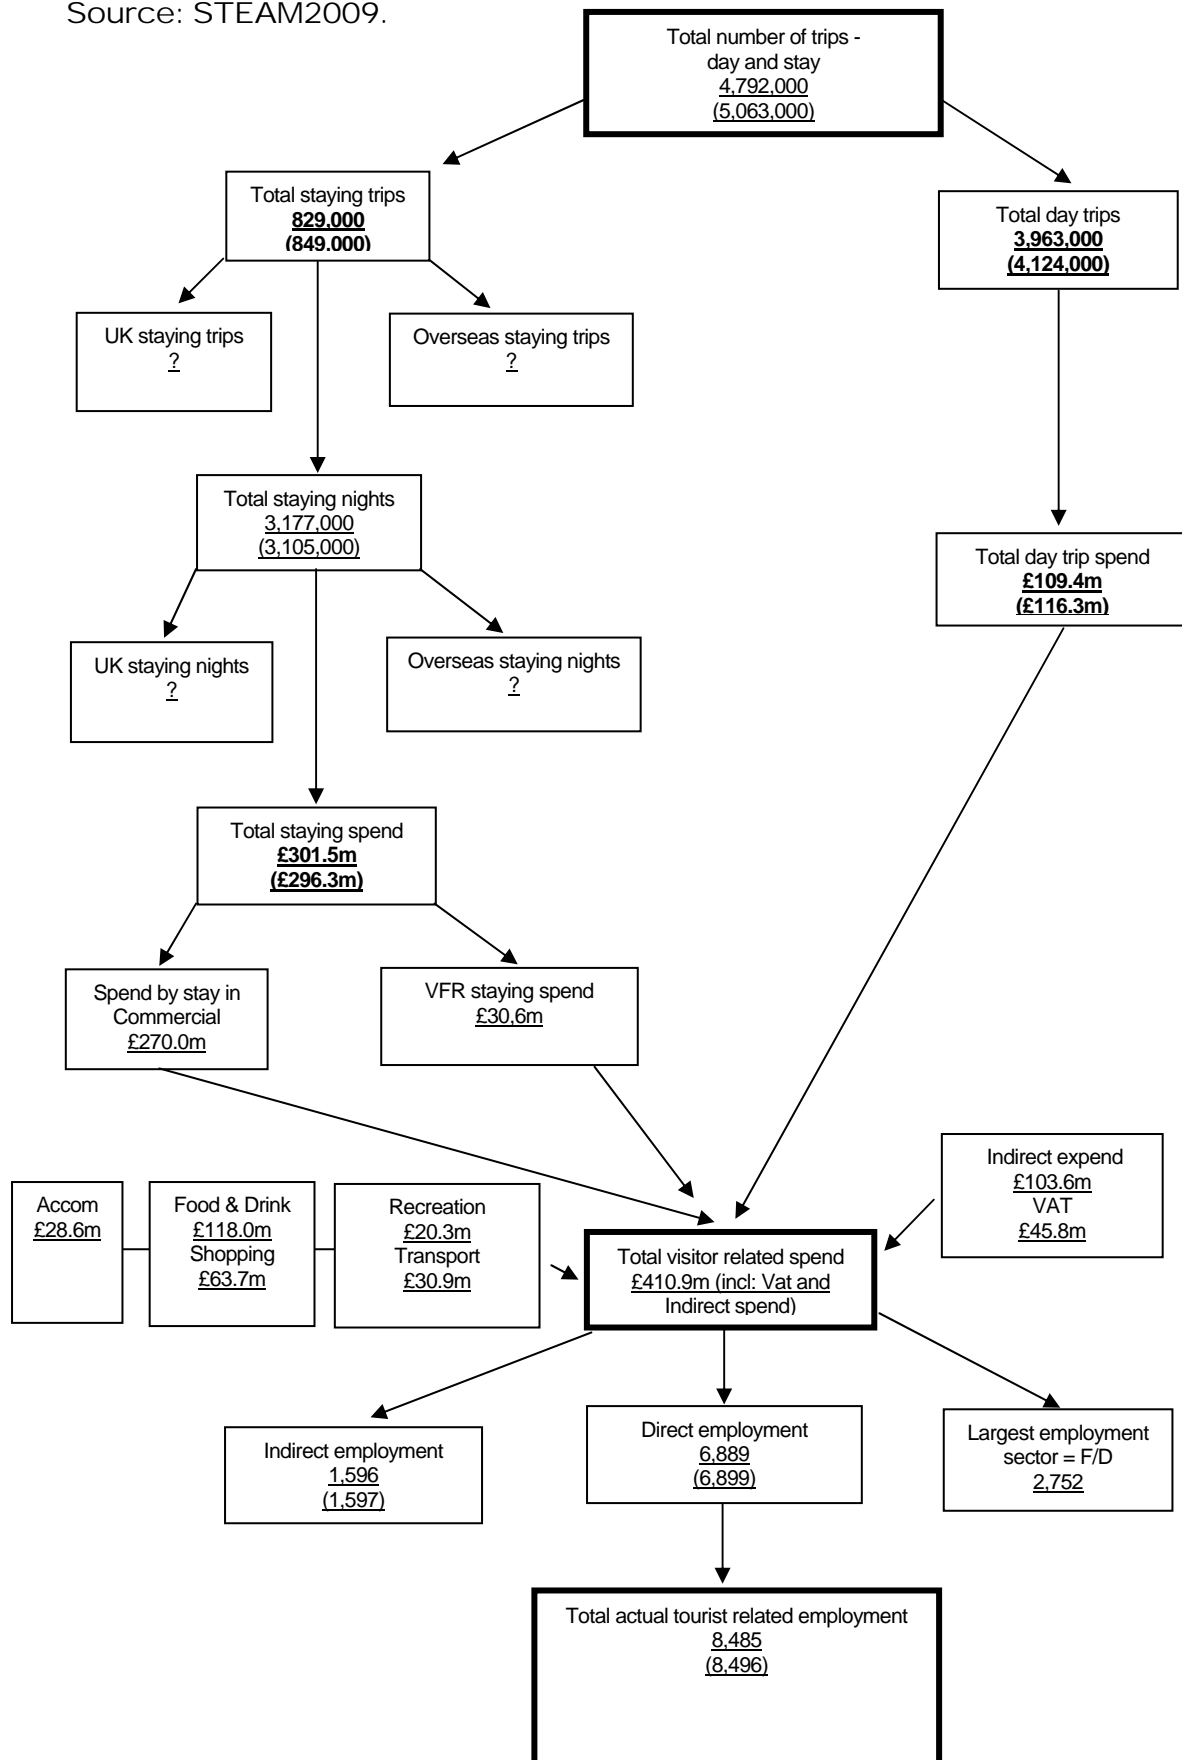 Source: STEAM2009.
Total number of trips -
day and stay
4,792,000
(5,063,000)
Total staying trips
829,000
(849.000)
Total day trips
3,963,000
(4,124,000)
UK staying trips
?
Overseas staying trips
?
Total staying nights
3,177,000
(3,105,000)
Total day trip spend
£109.4m
(£116.3m)
UK staying nights
?
Overseas staying nights
?
Total staying spend
£301.5m
(£296.3m)
Spend by stay in
Commercial
£270.0m
VFR staying spend
£30,6m
Indirect expend
£103.6m
VAT
£45.8m
Accom
£28.6m
Food & Drink
£118.0m
Shopping
£63.7m
Recreation
£20.3m
Transport
£30.9m
Total visitor related spend
£410.9m (incl: Vat and
Indirect spend)
Indirect employment
1,596
(1,597)
Direct employment
6,889
(6,899)
Largest employment
sector = F/D
2,752
Total actual tourist related employment
8,485
(8,496)